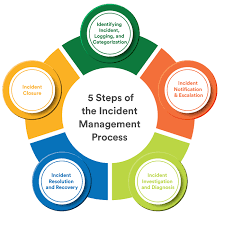 Identifying
Incident,
Logging, and
Categorization
Incident
Notification
& Escalation
Incident
Investigation
and Diagnosis
Incident
Resolution
and Recovery
Incident
Closure
5 Steps of
the Incident
Management
Process